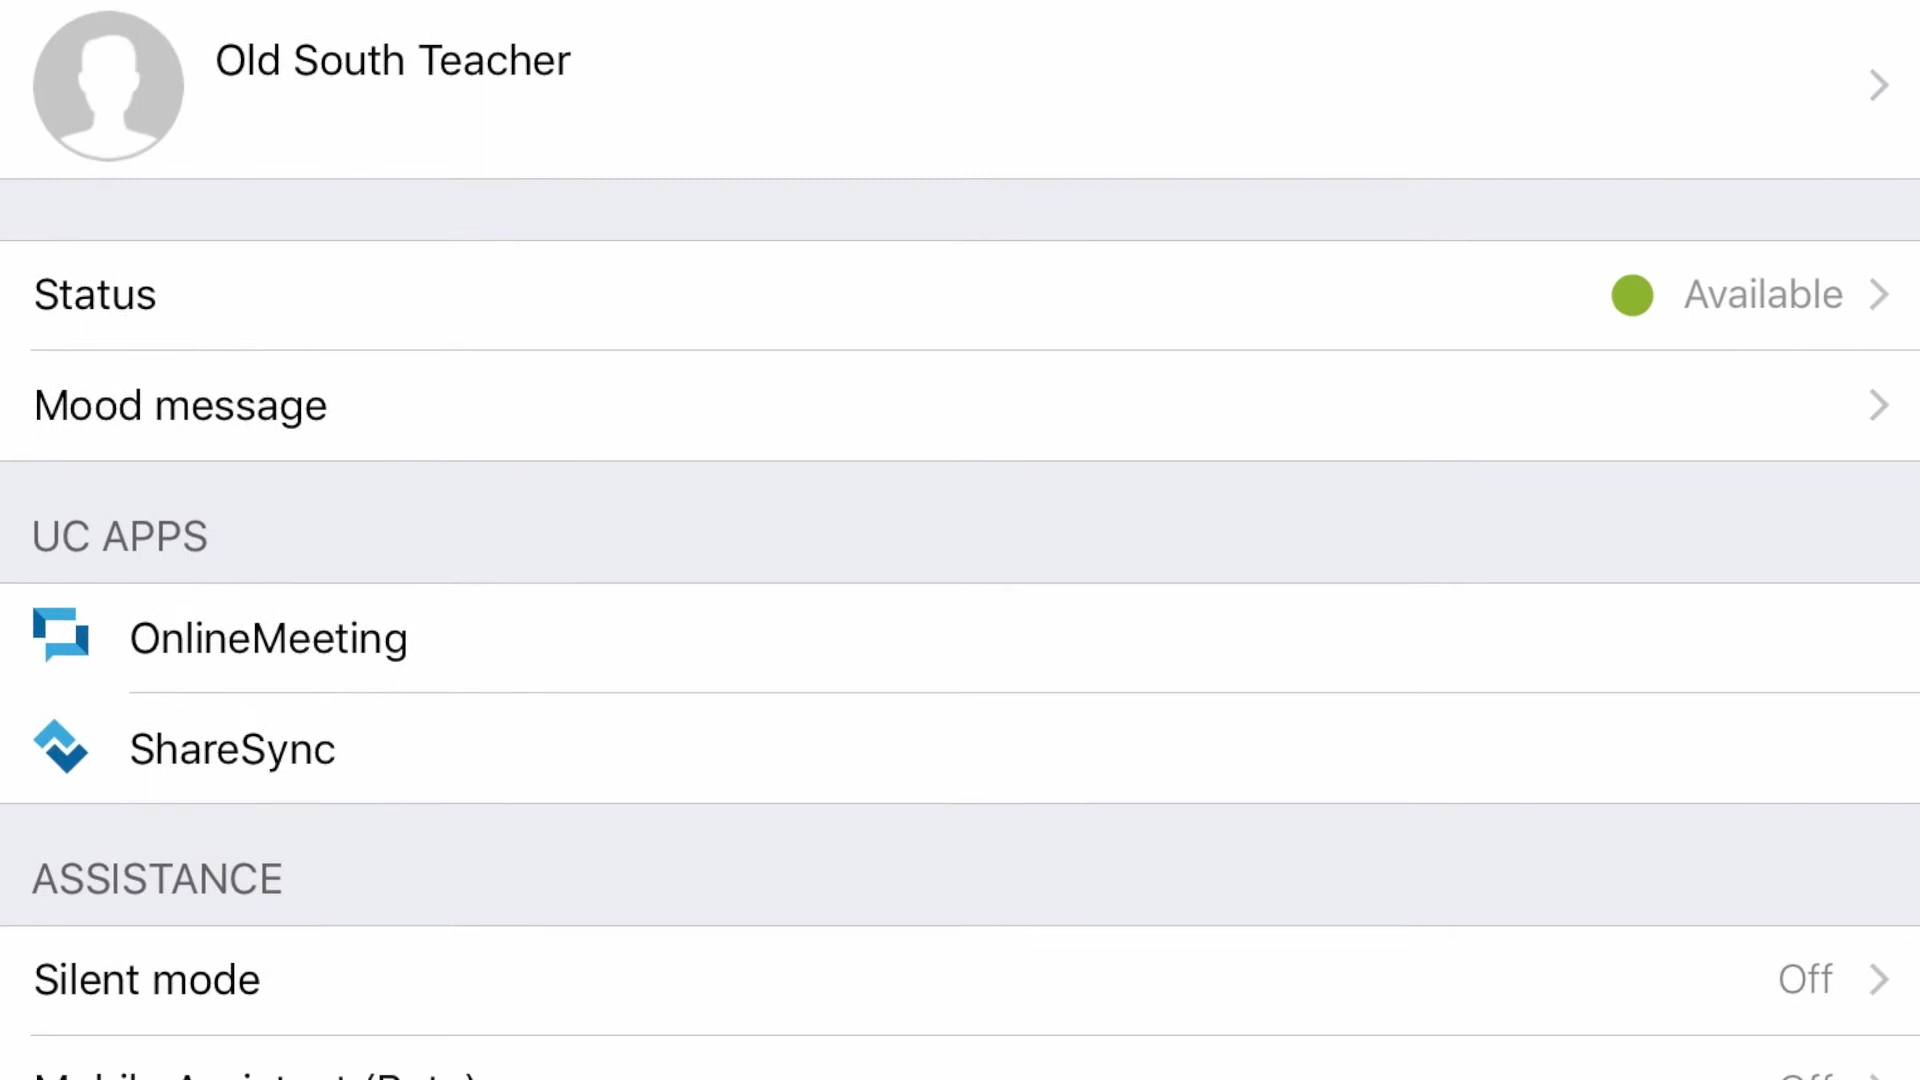 Old South Teacher
Status
Available
Mood message
UC APPS
OnlineMeeting
ShareSync
ASSISTANCE
Silent mode
Off